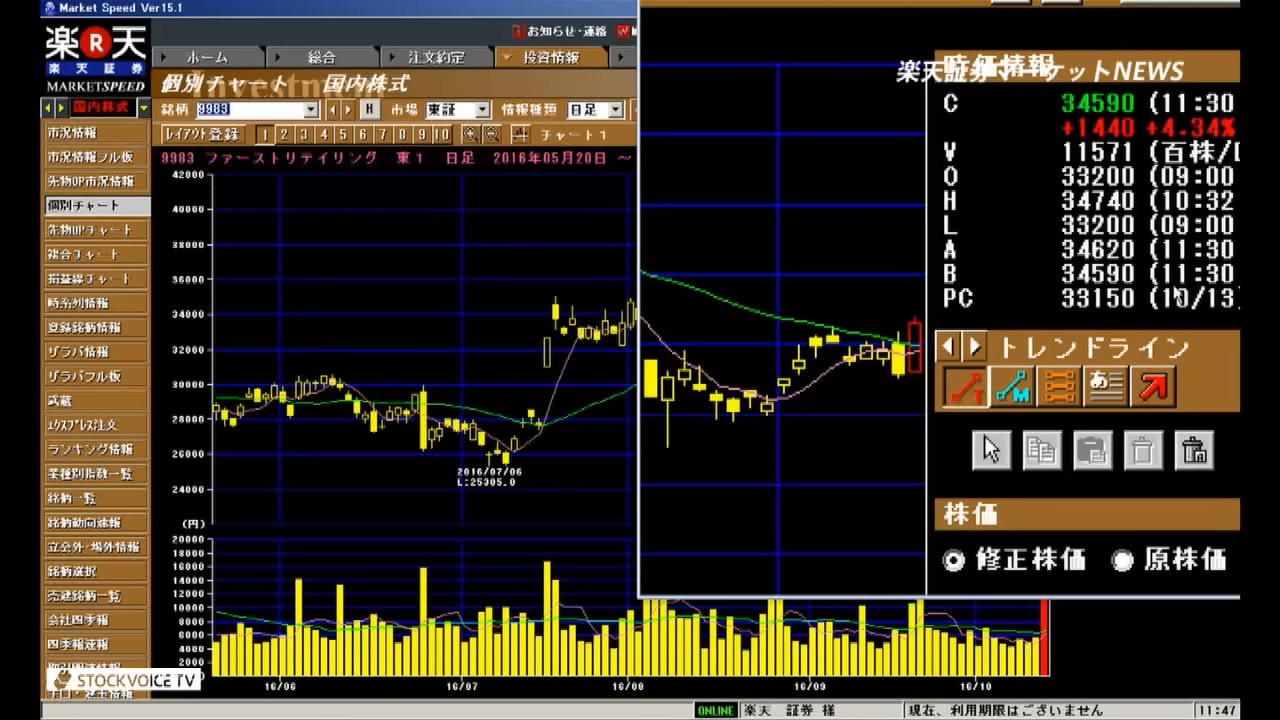 Market Speed Ver15.1
楽R天
楽天証券
MARKETSPEED
お知らせ・連絡
ホーム
総合
注文約定
投資情報
個別チャート 国内株式
Investment
銘柄 9983 H 市場 東証 情報種類 日足
レイアウト登録 1 2 3 4 5 6 7 8 9 10 チャート1
9983 ファーストリテイリング 東1 日足 2016年05月20日 ～
国内株式
市況情報
市況情報フル板
先物OP市況情報
個別チャート
先物OPチャート
複合チャート
損益線チャート
時系列情報
登録銘柄情報
ザラバ情報
ザラバフル板
武蔵
エクスプレス注文
ランキング情報
業種別指数一覧
銘柄一覧
銘柄動向速報
立会外・場外情報
銘柄選択
売建銘柄一覧
会社四季報
四季報速報
STOCKVOICE TV
42000
40000
38000
36000
34000
32000
30000
28000
26000
24000
(円)
2016/07/06
L:25305.0
20000
18000
16000
14000
12000
10000
8000
6000
4000
2000
16/06
16/07
16/08
16/09
16/10
時価情報
楽天証券マーケットNEWS
C 34590 (11:30
+1440 +4.34%
V 11571 (百株/
O 33200 (09:00
H 34740 (10:32
L 33200 (09:00
A 34620 (11:30
B 34590 (11:30
PC 33150 (10/13
トレンドライン
T
M
あ
株価
修正株価
原株価
ONLINE
楽天 証券 様
現在、利用期限はございません
11:47